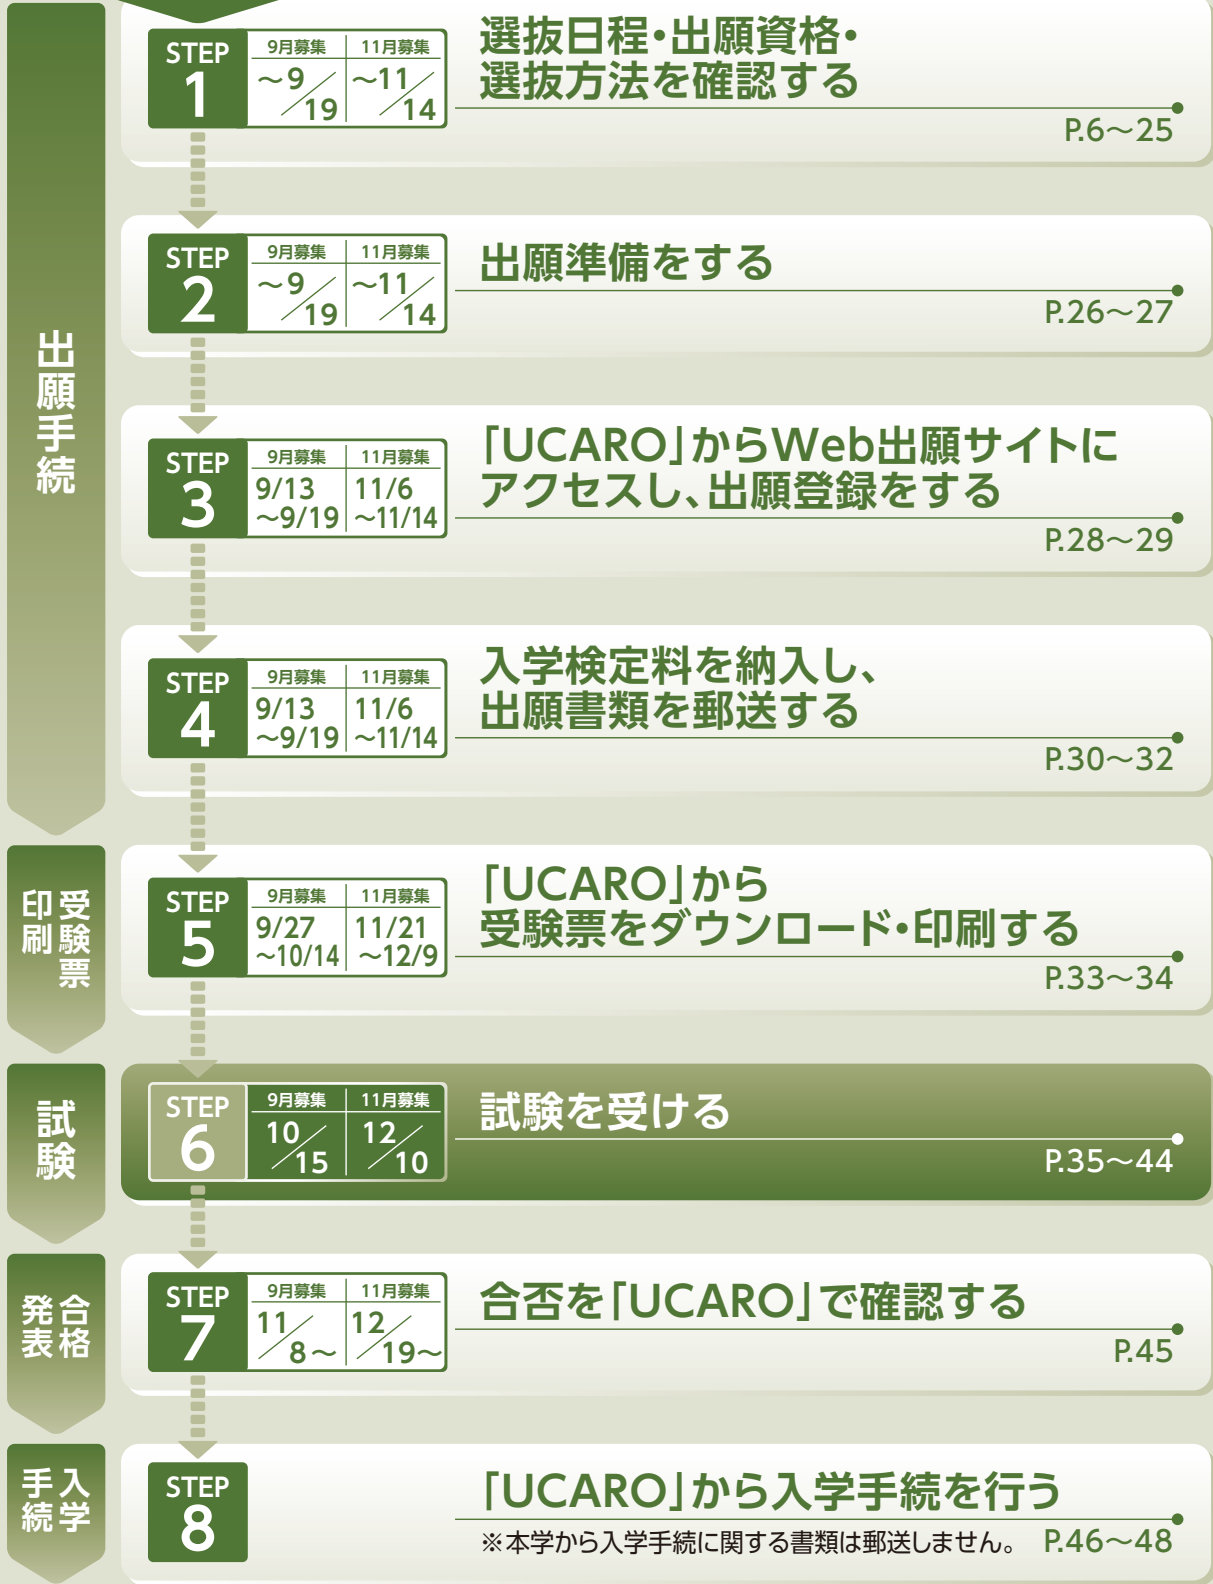 出願手続
STEP
1
9月募集 11月募集
～9/19 ～11/14
選抜日程・出願資格・
選抜方法を確認する
P.6～25
STEP
2
9月募集 11月募集
～9/19 ～11/14
出願準備をする
P.26～27
STEP
3
9月募集 11月募集
9/13 11/6
～9/19 ～11/14
「UCARO」からWeb出願サイトに
アクセスし、出願登録をする
P.28～29
STEP
4
9月募集 11月募集
9/13 11/6
～9/19 ～11/14
入学検定料を納入し、
出願書類を郵送する
P.30～32
受験票
印刷
STEP
5
9月募集 11月募集
9/27 11/21
～10/14 ～12/9
「UCARO」から
受験票をダウンロード・印刷する
P.33～34
試験
STEP
6
9月募集 11月募集
10/15 12/10
試験を受ける
P.35～44
合格
発表
STEP
7
9月募集 11月募集
11/8～ 12/19～
合否を「UCARO」で確認する
P.45
入学
手続
STEP
8
「UCARO」から入学手続を行う
※本学から入学手続に関する書類は郵送しません。 P.46～48